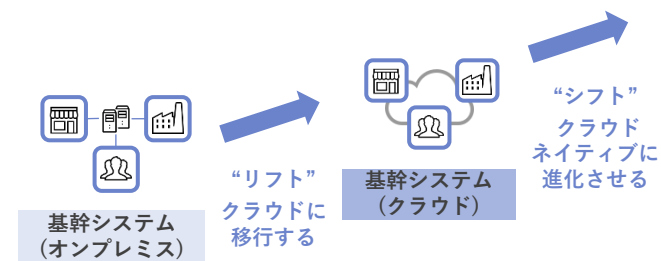 基幹システム
(オンプレミス)
“リフト”
クラウドに
移行する
基幹システム
(クラウド)
“シフト”
クラウド
ネイティブに
進化させる